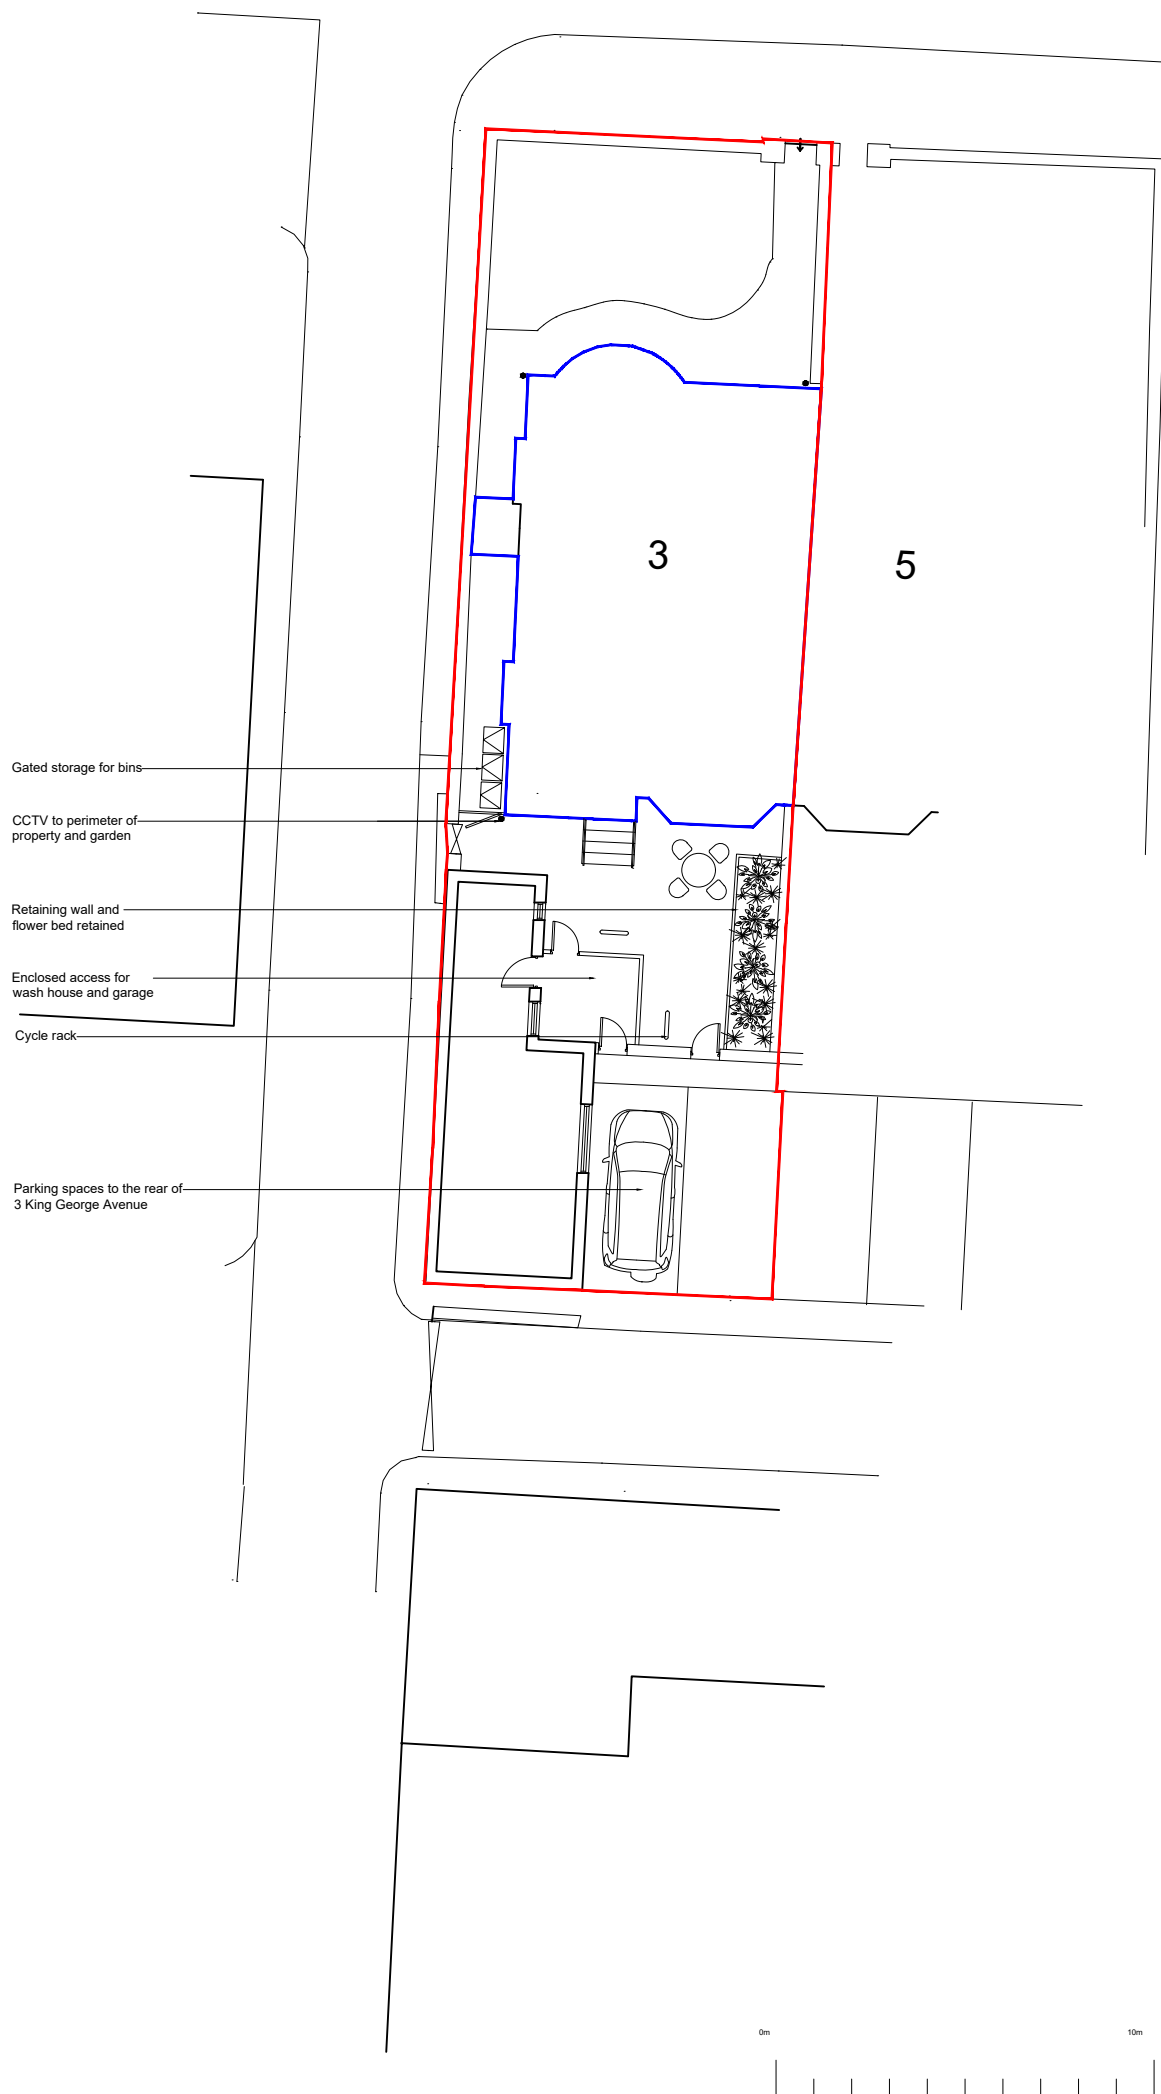 3
5
Gated storage for bins
CCTV to perimeter of
property and garden
Retaining wall and
flower bed retained
Enclosed access for
wash house and garage
Cycle rack
Parking spaces to the rear of
3 King George Avenue
0m
10m